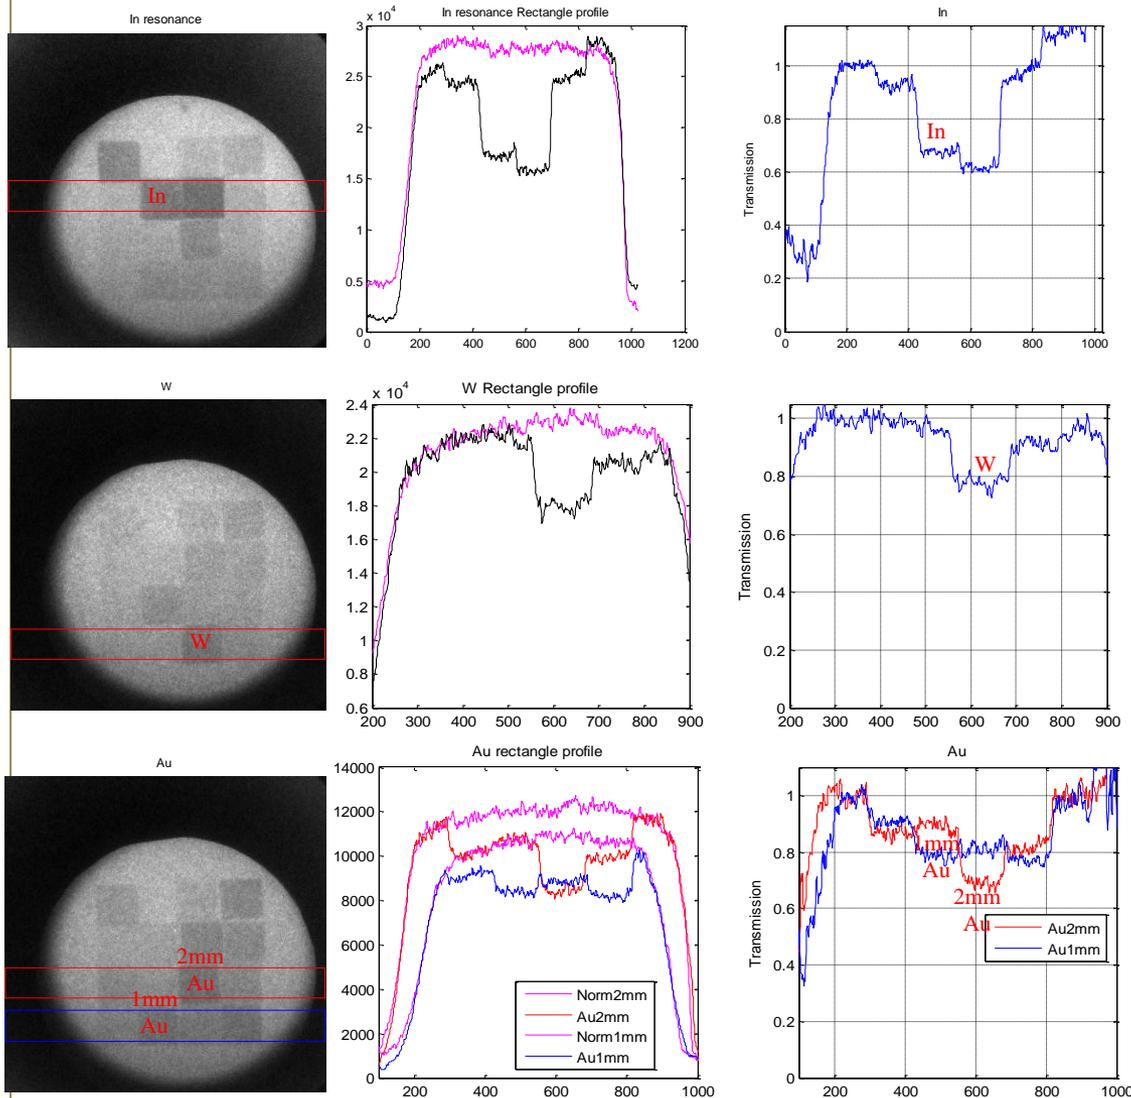 In resonance
In
In resonance Rectangle profile
x 10^4
3
2.5
2
1.5
1
0.5
0
0 200 400 600 800 1000 1200
In
In
Transmission
1
0.8
0.6
0.4
0.2
0
0 200 400 600 800 1000
W
W
W Rectangle profile
x 10^4
2.4
2.2
2
1.8
1.6
1.4
1.2
1
0.8
0.6
200 300 400 500 600 700 800 900
W
Transmission
1
0.8
0.6
0.4
0.2
0
200 300 400 500 600 700 800 900
Au
2mm
Au
1mm
Au
Au rectangle profile
14000
12000
10000
8000
6000
4000
2000
0
200 400 600 800 1000
Norm2mm
Au2mm
Norm1mm
Au1mm
Au
Transmission
1
0.8
0.6
0.4
0.2
0
200 400 600 800 1000
mm
Au
2mm
Au
Au2mm
Au1mm